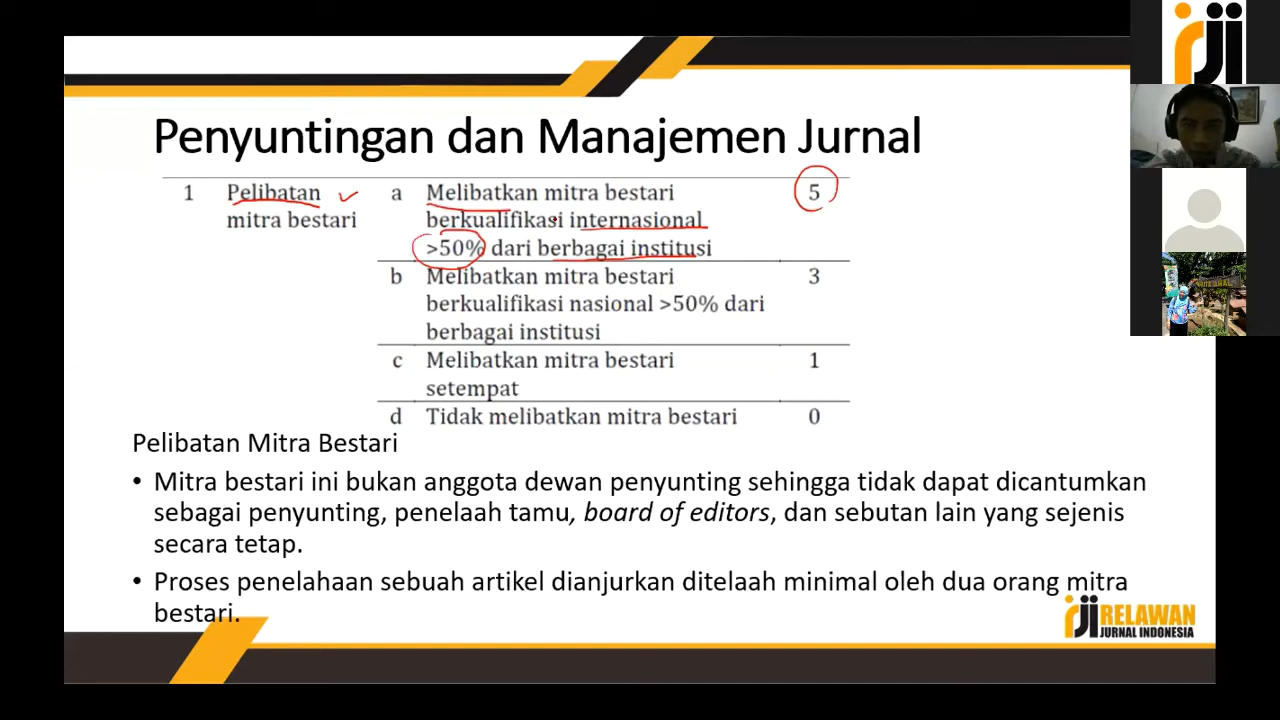 Penyuntingan dan Manajemen Jurnal
1 Pelibatan a Melibatkan mitra bestari 5
mitra bestari berkualifikasi internasional
>50% dari berbagai institusi
b Melibatkan mitra bestari 3
berkualifikasi nasional >50% dari
berbagai institusi
c Melibatkan mitra bestari 1
setempat
d Tidak melibatkan mitra bestari 0
Pelibatan Mitra Bestari
• Mitra bestari ini bukan anggota dewan penyunting sehingga tidak dapat dicantumkan
sebagai penyunting, penelaah tamu, board of editors, dan sebutan lain yang sejenis
secara tetap.
• Proses penelahaan sebuah artikel dianjurkan ditelaah minimal oleh dua orang mitra
bestari.
rji RELAWAN
JURNAL INDONESIA
rji